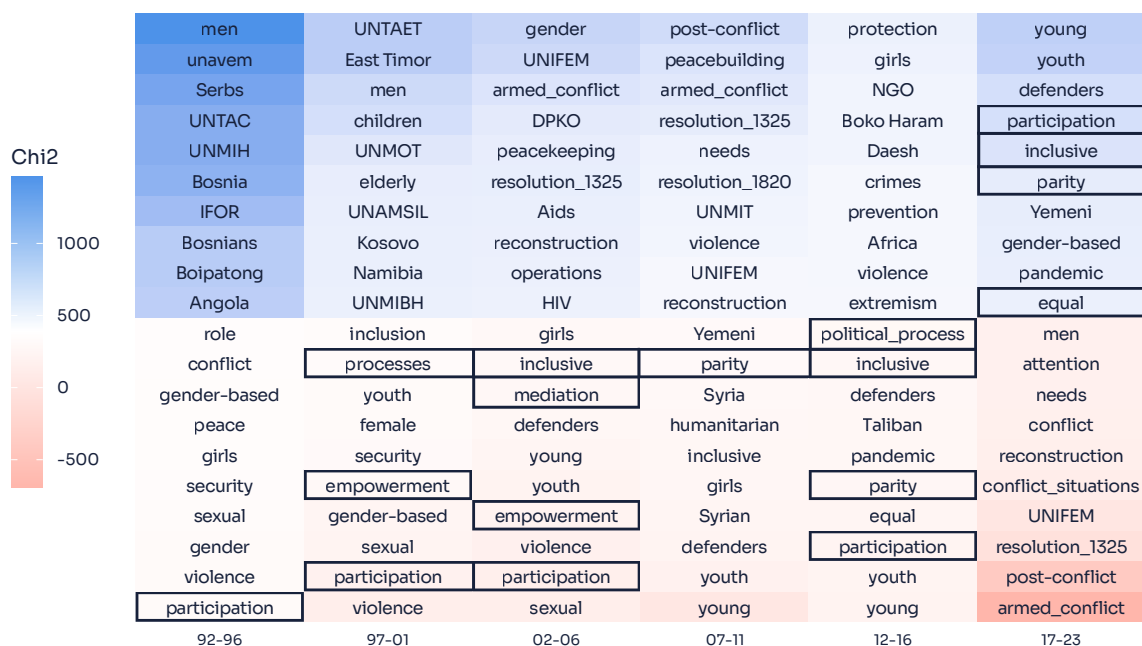 men UNTAET gender post-conflict protection young
unavem East Timor UNIFEM peacebuilding girls youth
Serbs men armed_conflict armed_conflict NGO defenders
UNTAC children DPKO resolution_1325 Boko Haram participation
Chi2
UNMIH UNMOT peacekeeping needs Daesh inclusive
Bosnia elderly resolution_1325 resolution_1820 crimes parity
IFOR UNAMSIL Aids UNMIT prevention Yemeni
1000
Bosnians Kosovo reconstruction violence Africa gender-based
Boipatong Namibia operations UNIFEM violence pandemic
Angola UNMIBH HIV reconstruction extremism equal
500
role inclusion girls Yemeni political_process men
conflict processes inclusive parity inclusive attention
0
gender-based youth mediation Syria defenders needs
peace female defenders humanitarian Taliban conflict
girls security young inclusive pandemic reconstruction
-500
security empowerment youth girls parity conflict_situations
sexual gender-based empowerment Syrian equal UNIFEM
gender sexual violence defenders participation resolution_1325
violence participation participation youth youth post-conflict
participation violence sexual young young armed_conflict
92-96 97-01 02-06 07-11 12-16 17-23